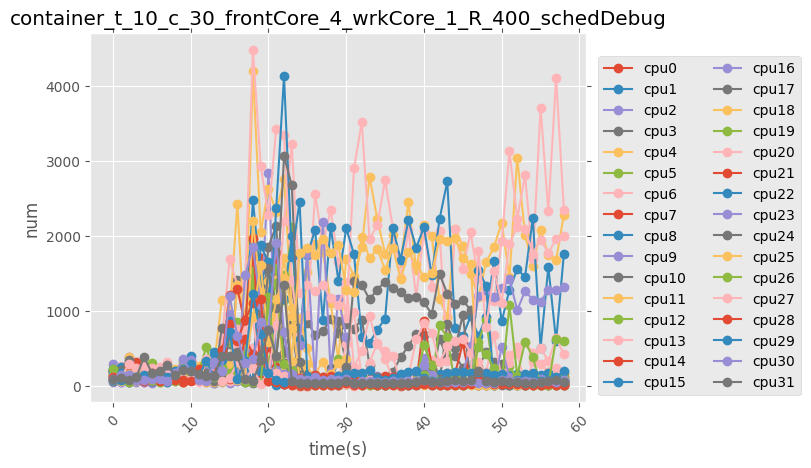 container_t_10_c_30_frontCore_4_wrkCore_1_R_400_schedDebug
num
4000
3000
2000
1000
0
0
10
20
30
40
50
60
time(s)
cpu0
cpu1
cpu2
cpu3
cpu4
cpu5
cpu6
cpu7
cpu8
cpu9
cpu10
cpu11
cpu12
cpu13
cpu14
cpu15
cpu16
cpu17
cpu18
cpu19
cpu20
cpu21
cpu22
cpu23
cpu24
cpu25
cpu26
cpu27
cpu28
cpu29
cpu30
cpu31